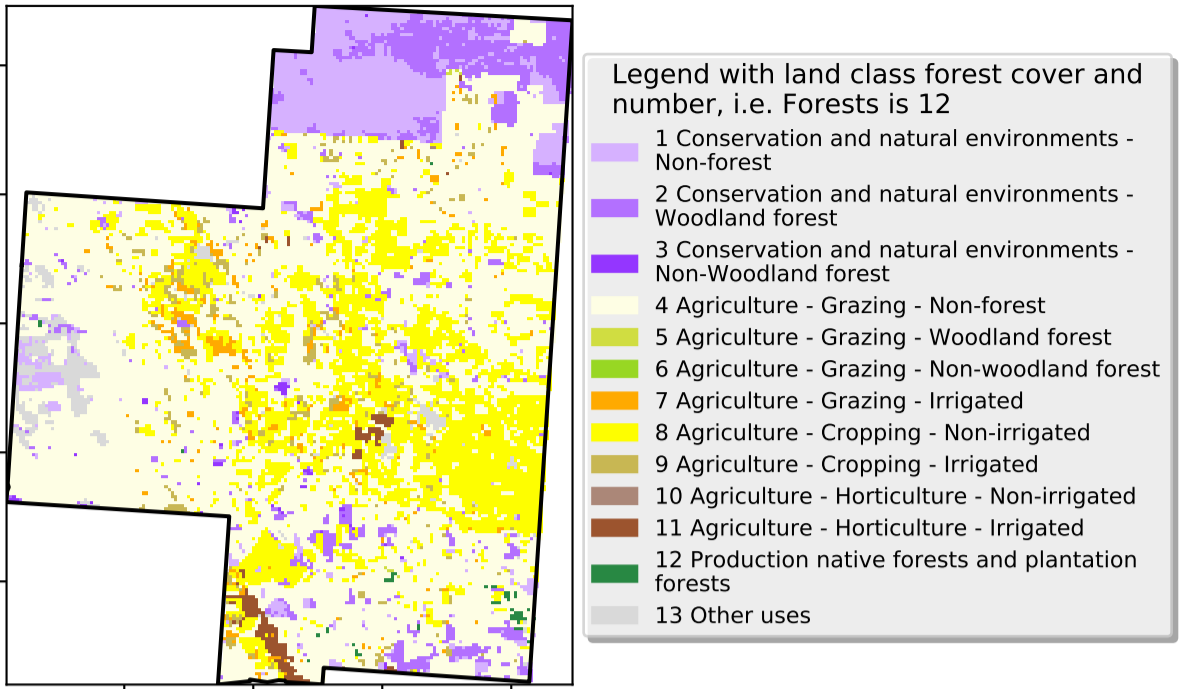 Legend with land class forest cover and
number, i.e. Forests is 12
1 Conservation and natural environments -
Non-forest
2 Conservation and natural environments -
Woodland forest
3 Conservation and natural environments -
Non-Woodland forest
4 Agriculture - Grazing - Non-forest
5 Agriculture - Grazing - Woodland forest
6 Agriculture - Grazing - Non-woodland forest
7 Agriculture - Grazing - Irrigated
8 Agriculture - Cropping - Non-irrigated
9 Agriculture - Cropping - Irrigated
10 Agriculture - Horticulture - Non-irrigated
11 Agriculture - Horticulture - Irrigated
12 Production native forests and plantation
forests
13 Other uses